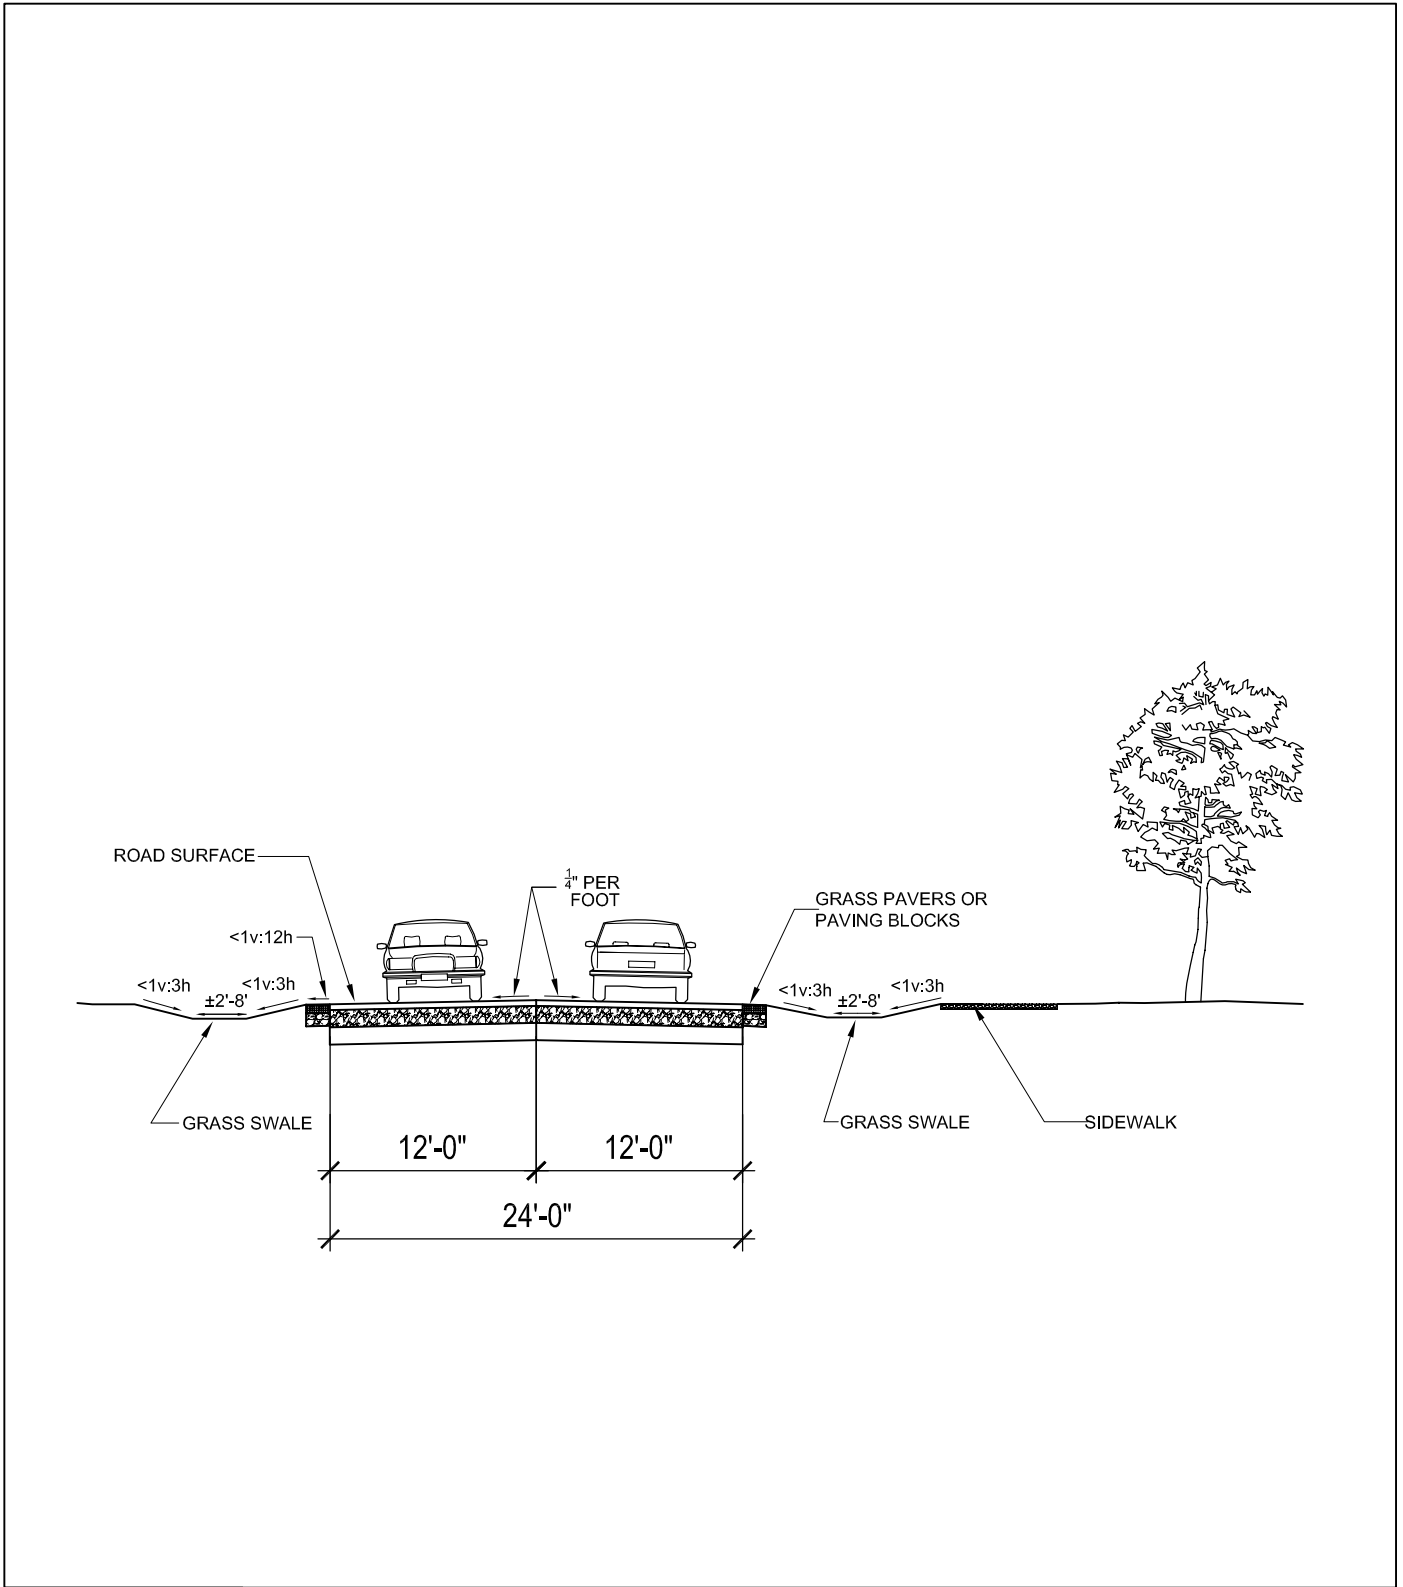 ROAD SURFACE
1/4" PER
FOOT
GRASS PAVERS OR
PAVING BLOCKS
<1v:12h
<1v:3h
±2'-8'
<1v:3h
<1v:3h
±2'-8'
<1v:3h
GRASS SWALE
GRASS SWALE
SIDEWALK
12'-0"
12'-0"
24'-0"